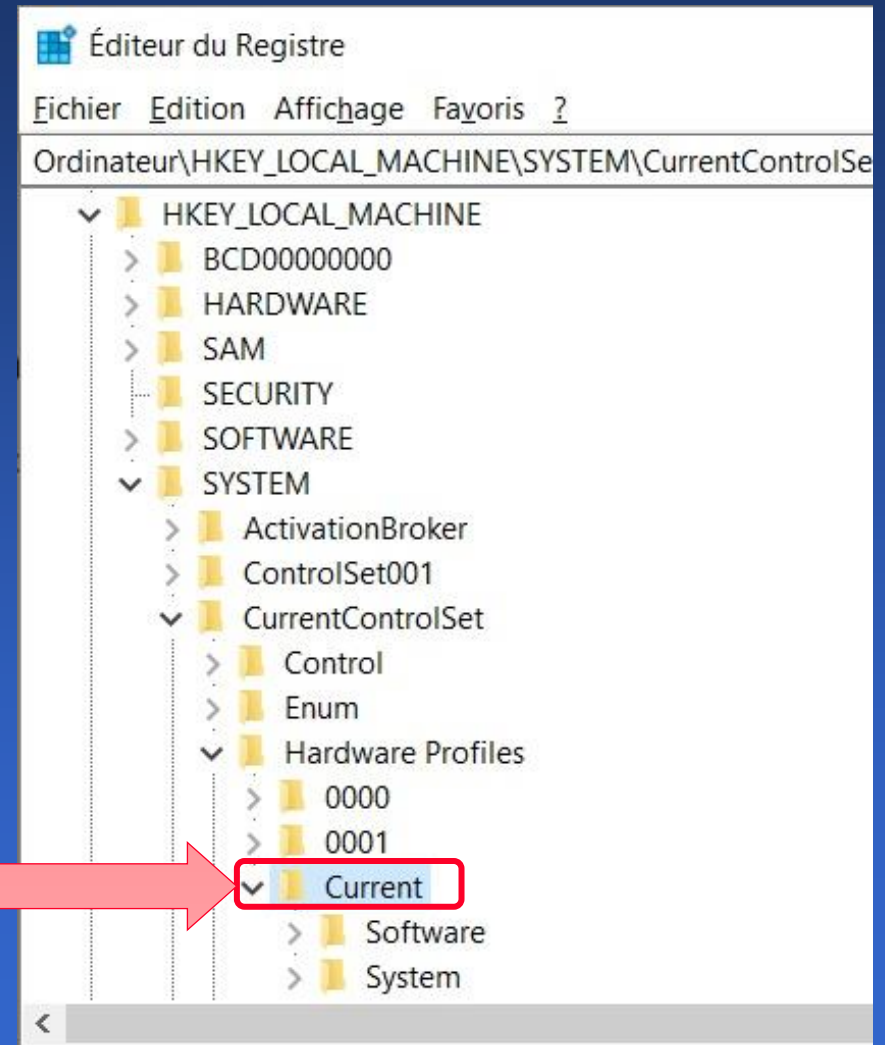 Éditeur du Registre
Fichier Edition Affichage Favoris ?
Ordinateur\HKEY_LOCAL_MACHINE\SYSTEM\CurrentControlSe
HKEY_LOCAL_MACHINE
BCD00000000
HARDWARE
SAM
SECURITY
SOFTWARE
SYSTEM
ActivationBroker
ControlSet001
CurrentControlSet
Control
Enum
Hardware Profiles
0000
0001
Current
Software
System